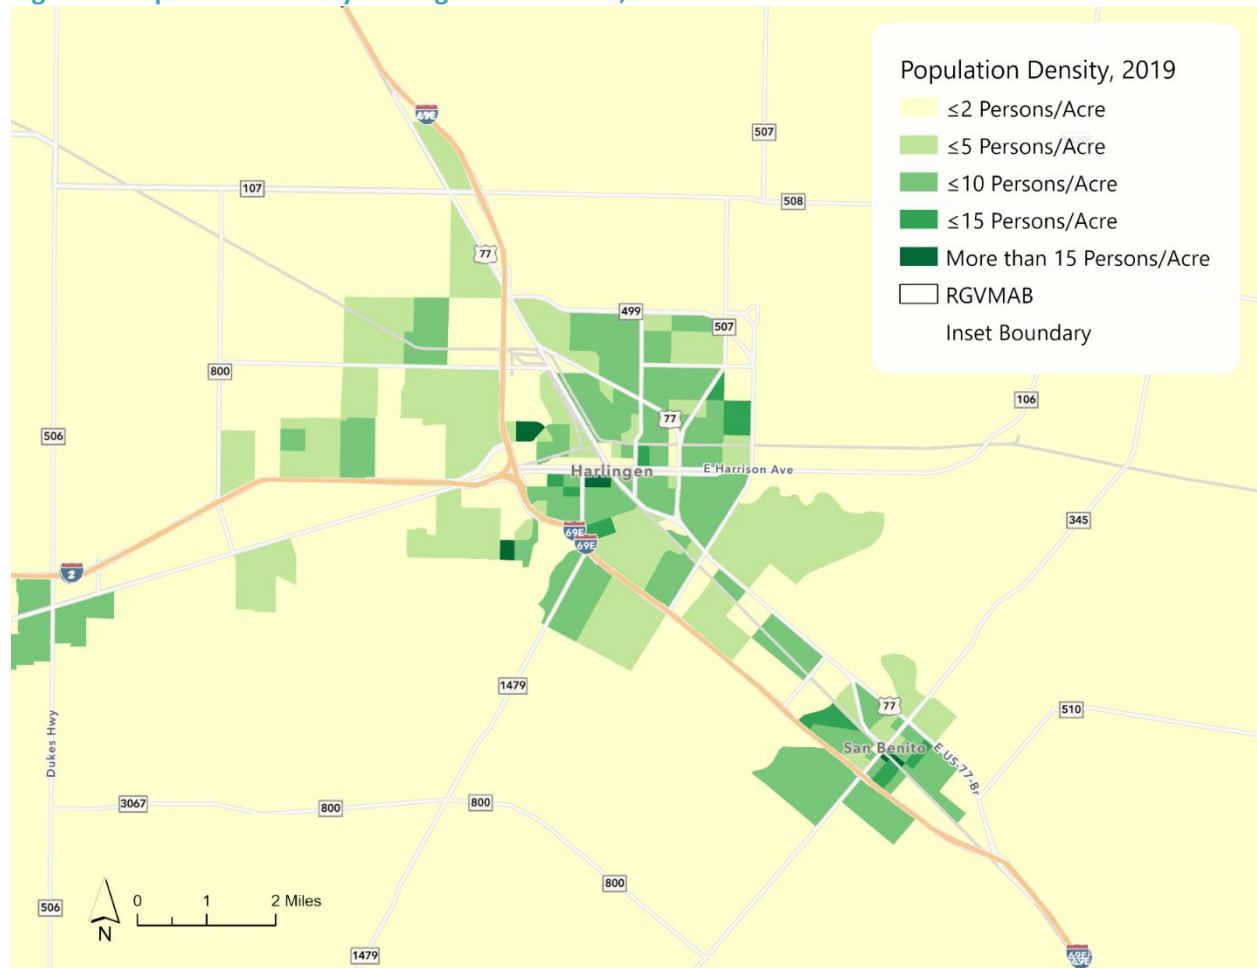 Population Density, 2019
≤2 Persons/Acre
≤5 Persons/Acre
≤10 Persons/Acre
≤15 Persons/Acre
More than 15 Persons/Acre
RGVMAB
Inset Boundary
69E
507
107
508
77
499
507
800
106
506
77
Harlingen
E Harrison Ave
345
69E
69E
2
1479
77
510
Dukes Hwy
San Benito
E US-77-Br
3067
800
800
800
506
0 1 2 Miles
N
1479
69E
69E